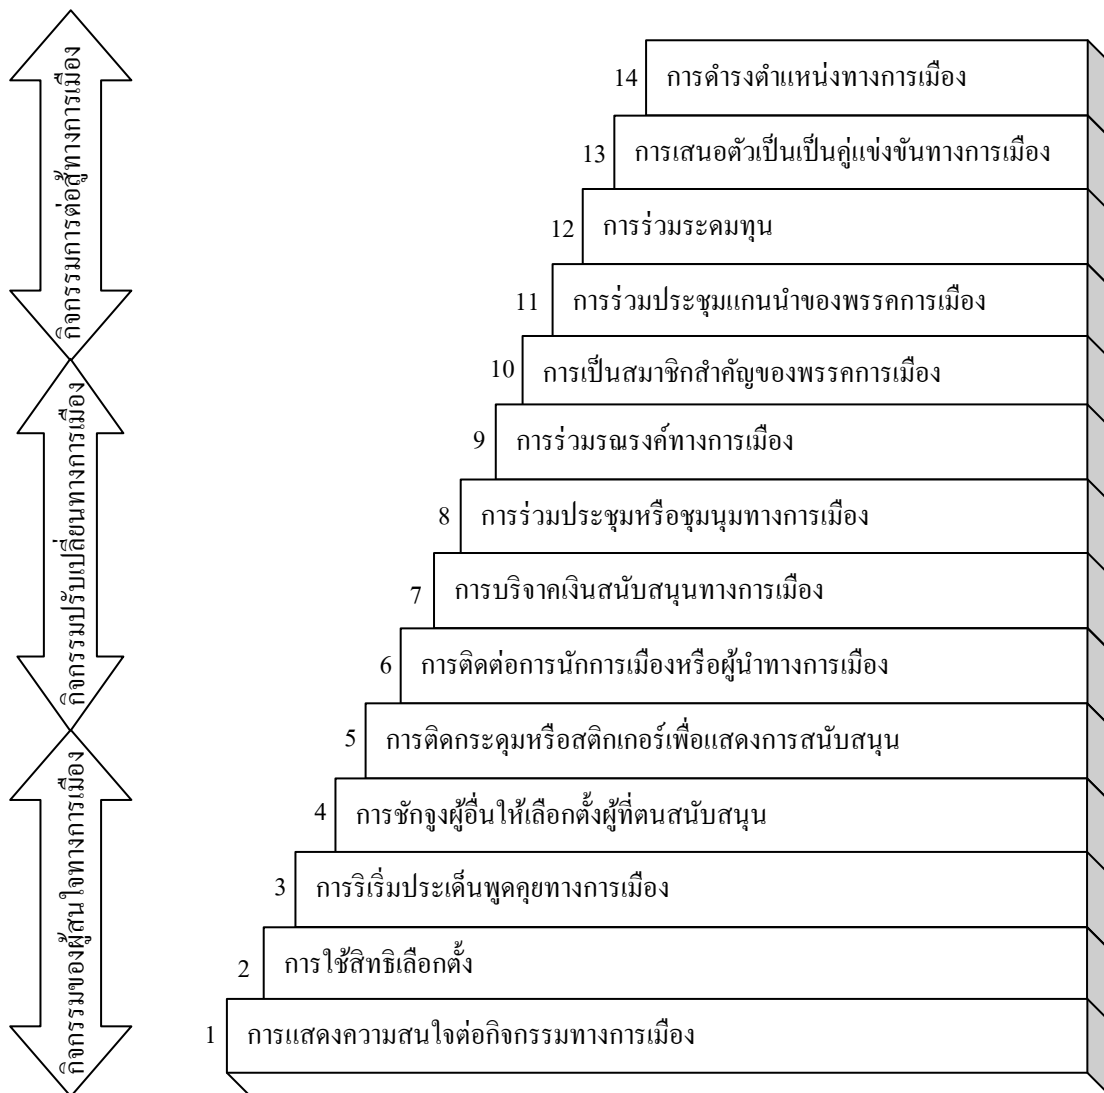 กิจกรรมการต่อสู้ทางการเมือง
กิจกรรมปรับเปลี่ยนทางการเมือง
กิจกรรมของผู้สนใจทางการเมือง
14 การดำรงตำแหน่งทางการเมือง
13 การเสนอตัวเป็นเป็นคู่แข่งขันทางการเมือง
12 การร่วมระดมทุน
11 การร่วมประชุมแกนนำของพรรคการเมือง
10 การเป็นสมาชิกสำคัญของพรรคการเมือง
9 การร่วมรณรงค์ทางการเมือง
8 การร่วมประชุมหรือชุมนุมทางการเมือง
7 การบริจาคเงินสนับสนุนทางการเมือง
6 การติดต่อการนักการเมืองหรือผู้นำทางการเมือง
5 การติดกระดุมหรือสติกเกอร์เพื่อแสดงการสนับสนุน
4 การชักจูงผู้อื่นให้เลือกตั้งผู้ที่ตนสนับสนุน
3 การริเริ่มประเด็นพูดคุยทางการเมือง
2 การใช้สิทธิเลือกตั้ง
1 การแสดงความสนใจต่อกิจกรรมทางการเมือง